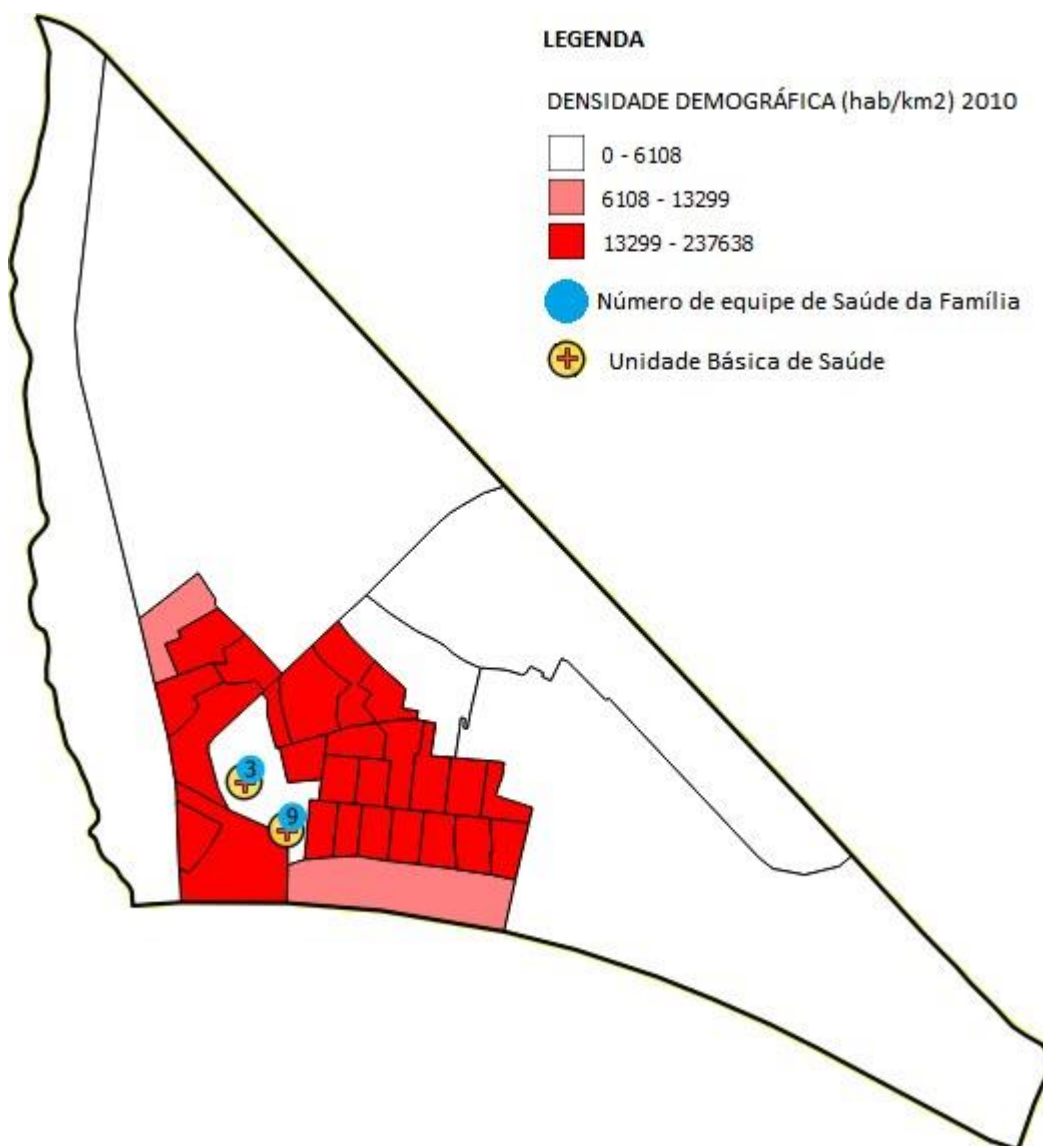 LEGENDA
DENSIDADE DEMOGRÁFICA (hab/km2) 2010
0 - 6108
6108 - 13299
13299 - 237638
Número de equipe de Saúde da Família
Unidade Básica de Saúde
3
9